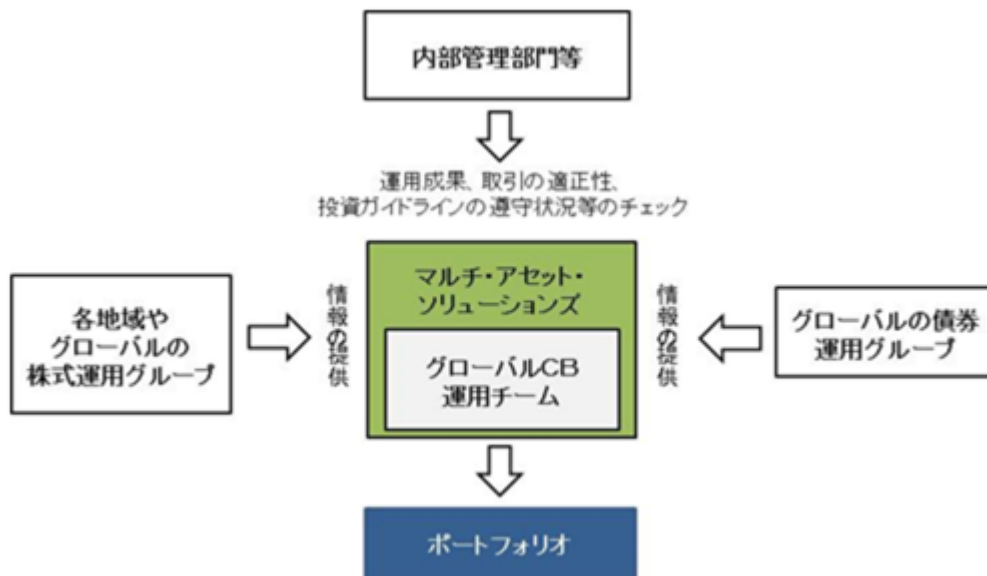 内部管理部門等
運用成果、取引の適正性、
投資ガイドラインの遵守状況等のチェック
各地域や
グローバルの
株式運用グループ
情報の提供
マルチ・アセット・
ソリューションズ
グローバルCB
運用チーム
情報の提供
グローバルの債券
運用グループ
ポートフォリオ